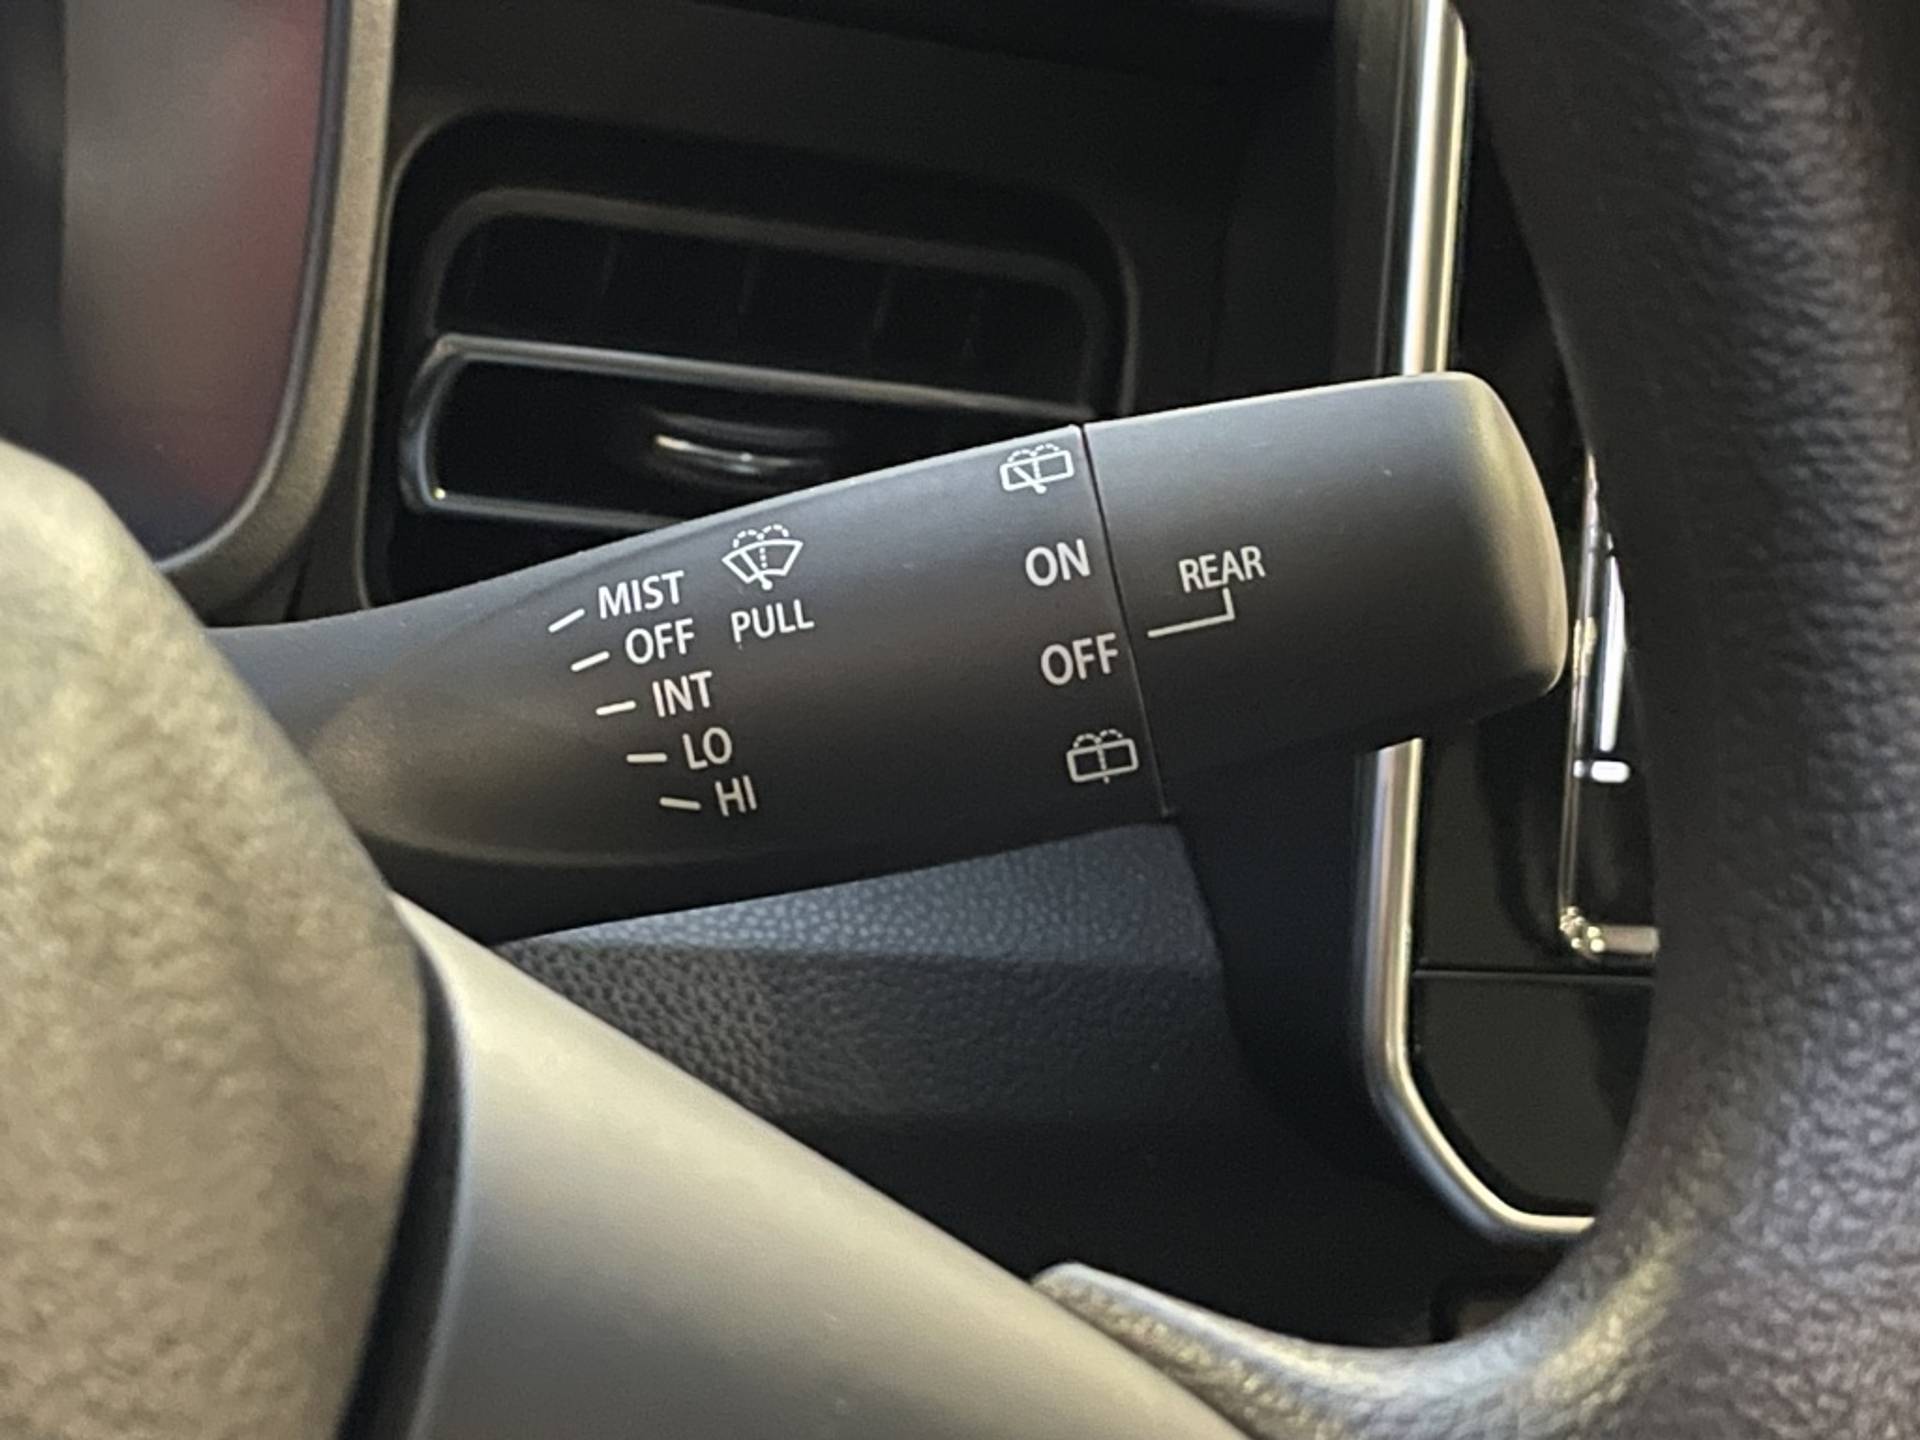 MIST
OFF
INT
LO
HI
PULL
ON
OFF
REAR